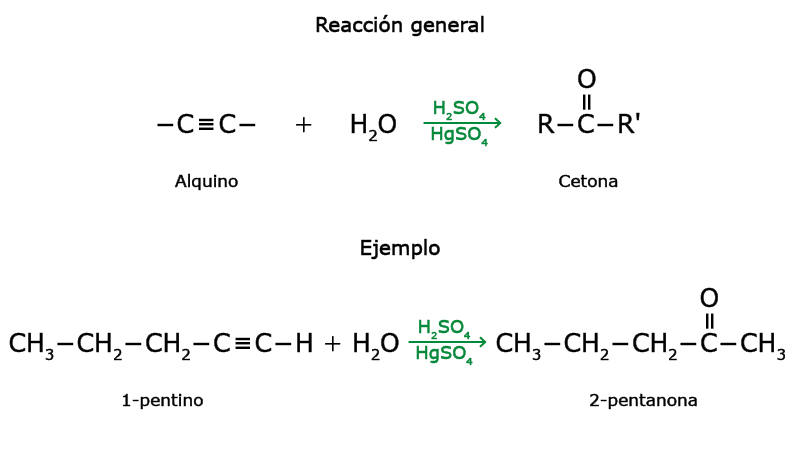 Reacción general
O
‖
−C≡C− + H₂O H₂SO₄ HgSO₄ → R−C−R'
Alquino Cetona
Ejemplo
O
‖
CH₃−CH₂−CH₂−C≡C−H + H₂O H₂SO₄ HgSO₄ → CH₃−CH₂−CH₂−C−CH₃
1-pentino 2-pentanona